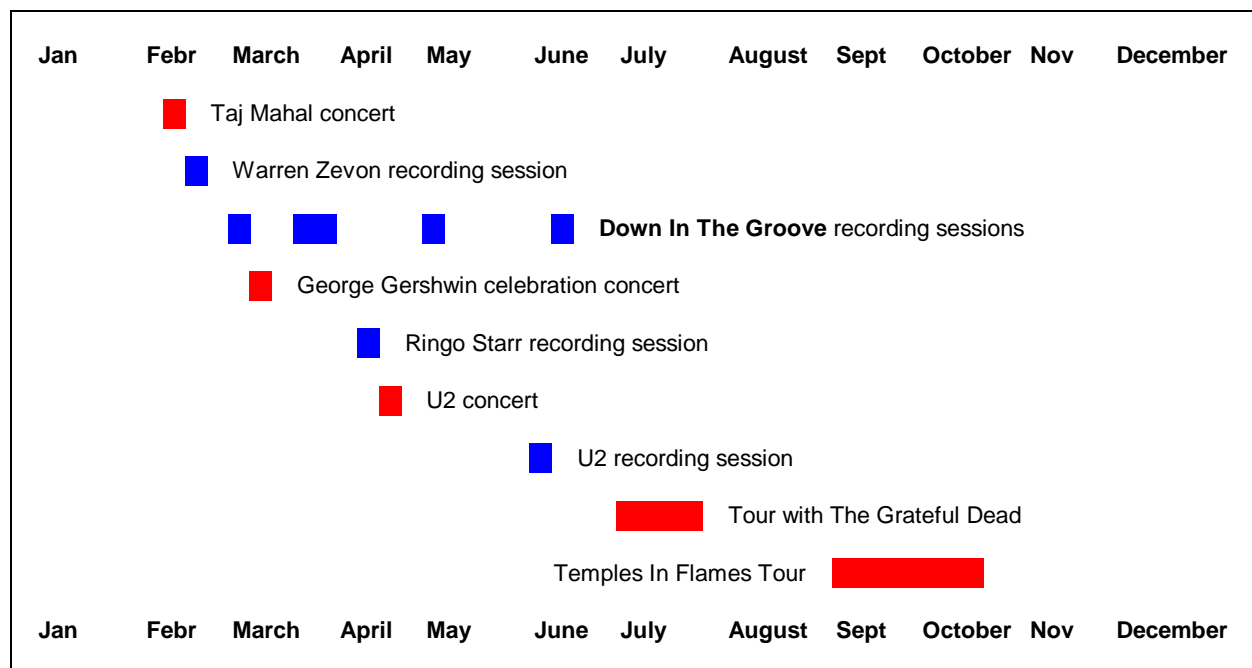 Jan Febr March April May June July August Sept October Nov December
Taj Mahal concert
Warren Zevon recording session
Down In The Groove recording sessions
George Gershwin celebration concert
Ringo Starr recording session
U2 concert
U2 recording session
Tour with The Grateful Dead
Temples In Flames Tour
Jan Febr March April May June July August Sept October Nov December